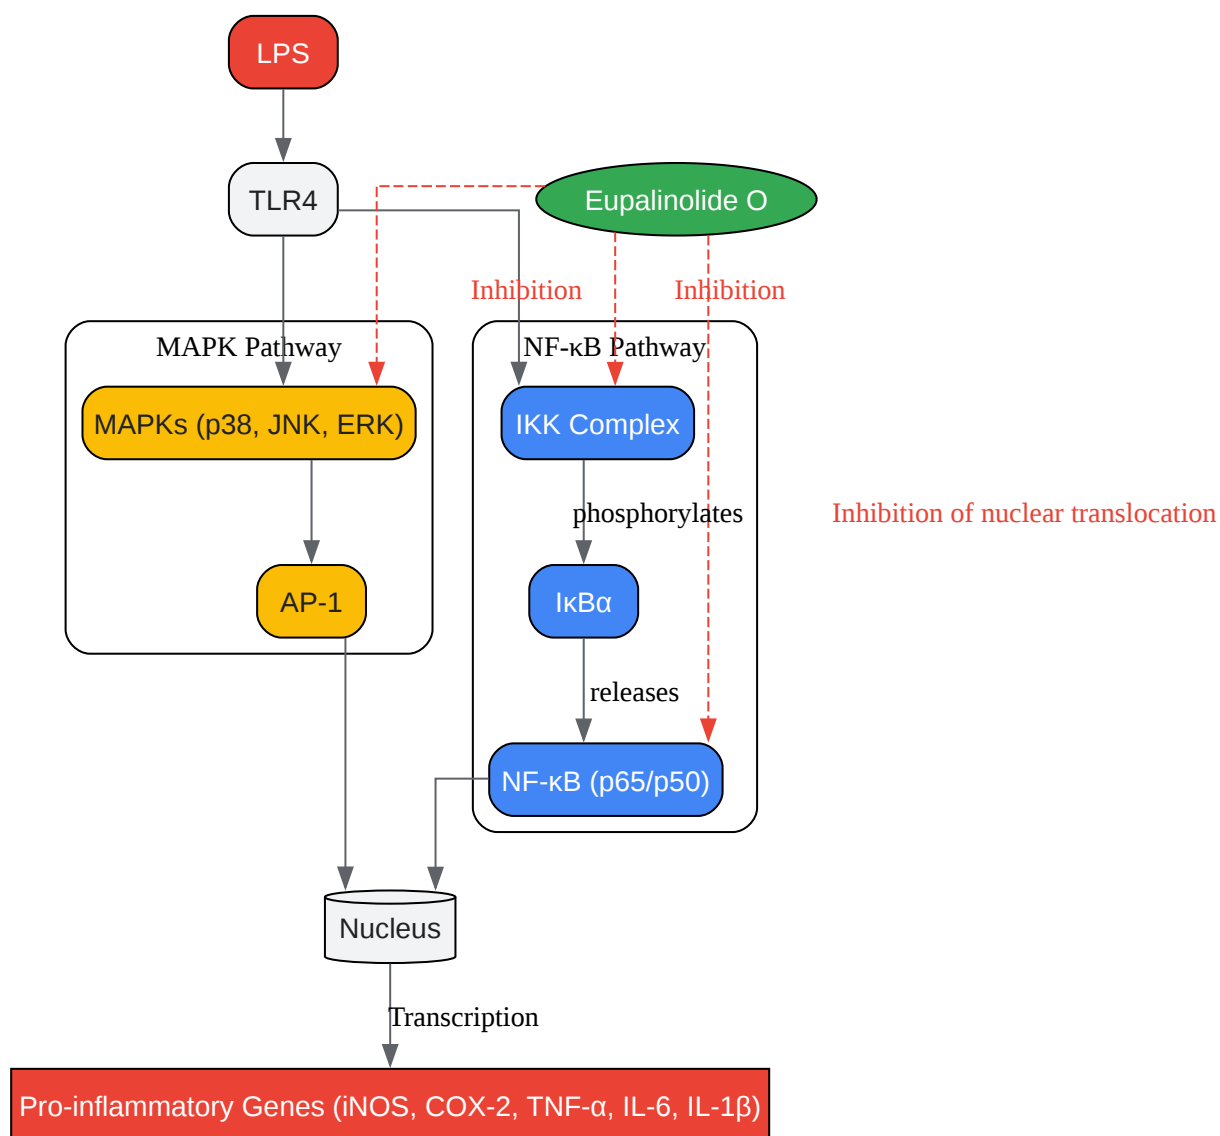 LPS
TLR4
Eupalinolide O
Inhibition
Inhibition
MAPK Pathway
NF-κB Pathway
MAPKs (p38, JNK, ERK)
IKK Complex
phosphorylates
Inhibition of nuclear translocation
AP-1
IκBα
releases
NF-κB (p65/p50)
Nucleus
Transcription
Pro-inflammatory Genes (iNOS, COX-2, TNF-α, IL-6, IL-1β)